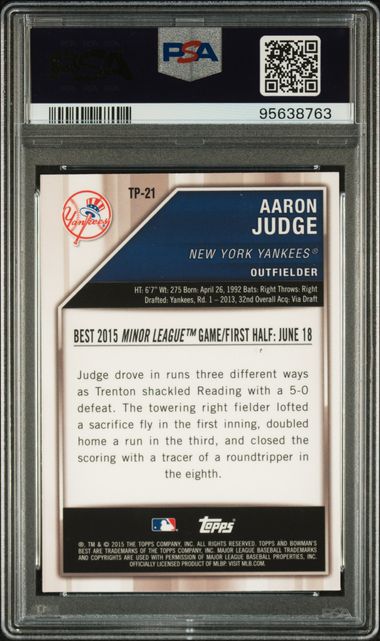 PSA
PSA
95638763
Yankees
TP-21
AARON
JUDGE
NEW YORK YANKEES®
OUTFIELDER
HT: 6'7" Wt: 275 Born: April 26, 1992 Bats: Right Throws: Right
Drafted: Yankees, Rd. 1 – 2013, 32nd Overall Acq: Via Draft
BEST 2015 MINOR LEAGUE™ GAME/FIRST HALF: JUNE 18
Judge drove in runs three different ways
as Trenton shackled Reading with a 5-0
defeat. The towering right fielder lofted
a sacrifice fly in the first inning, doubled
home a run in the third, and closed the
scoring with a tracer of a roundtripper in
the eighth.
topps
®, TM & © 2015 THE TOPPS COMPANY, INC. ALL RIGHTS RESERVED. TOPPS AND BOWMAN'S
BEST ARE TRADEMARKS OF THE TOPPS COMPANY, INC. MAJOR LEAGUE BASEBALL TRADEMARKS
AND COPYRIGHTS ARE USED WITH PERMISSION OF MAJOR LEAGUE BASEBALL PROPERTIES, INC.
OFFICIALLY LICENSED PRODUCT OF MLBP. VISIT MLB.COM.